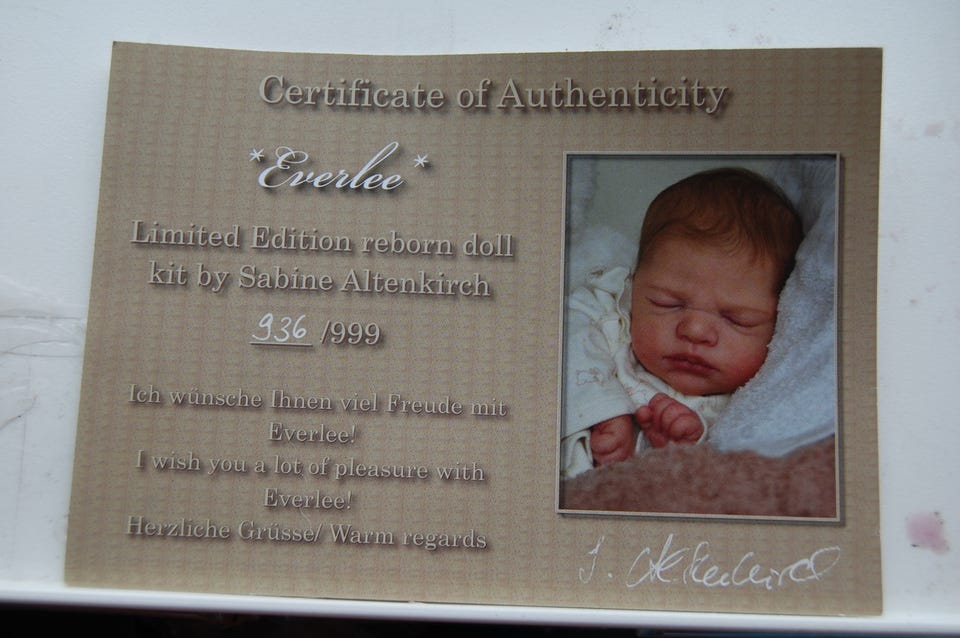 Certificate of Authenticity
*Everlee*
Limited Edition reborn doll
kit by Sabine Altenkirch
936 /999
Ich wünsche Ihnen viel Freude mit
Everlee!
I wish you a lot of pleasure with
Everlee!
Herzliche Grüsse/ Warm regards
S. Altenkirch